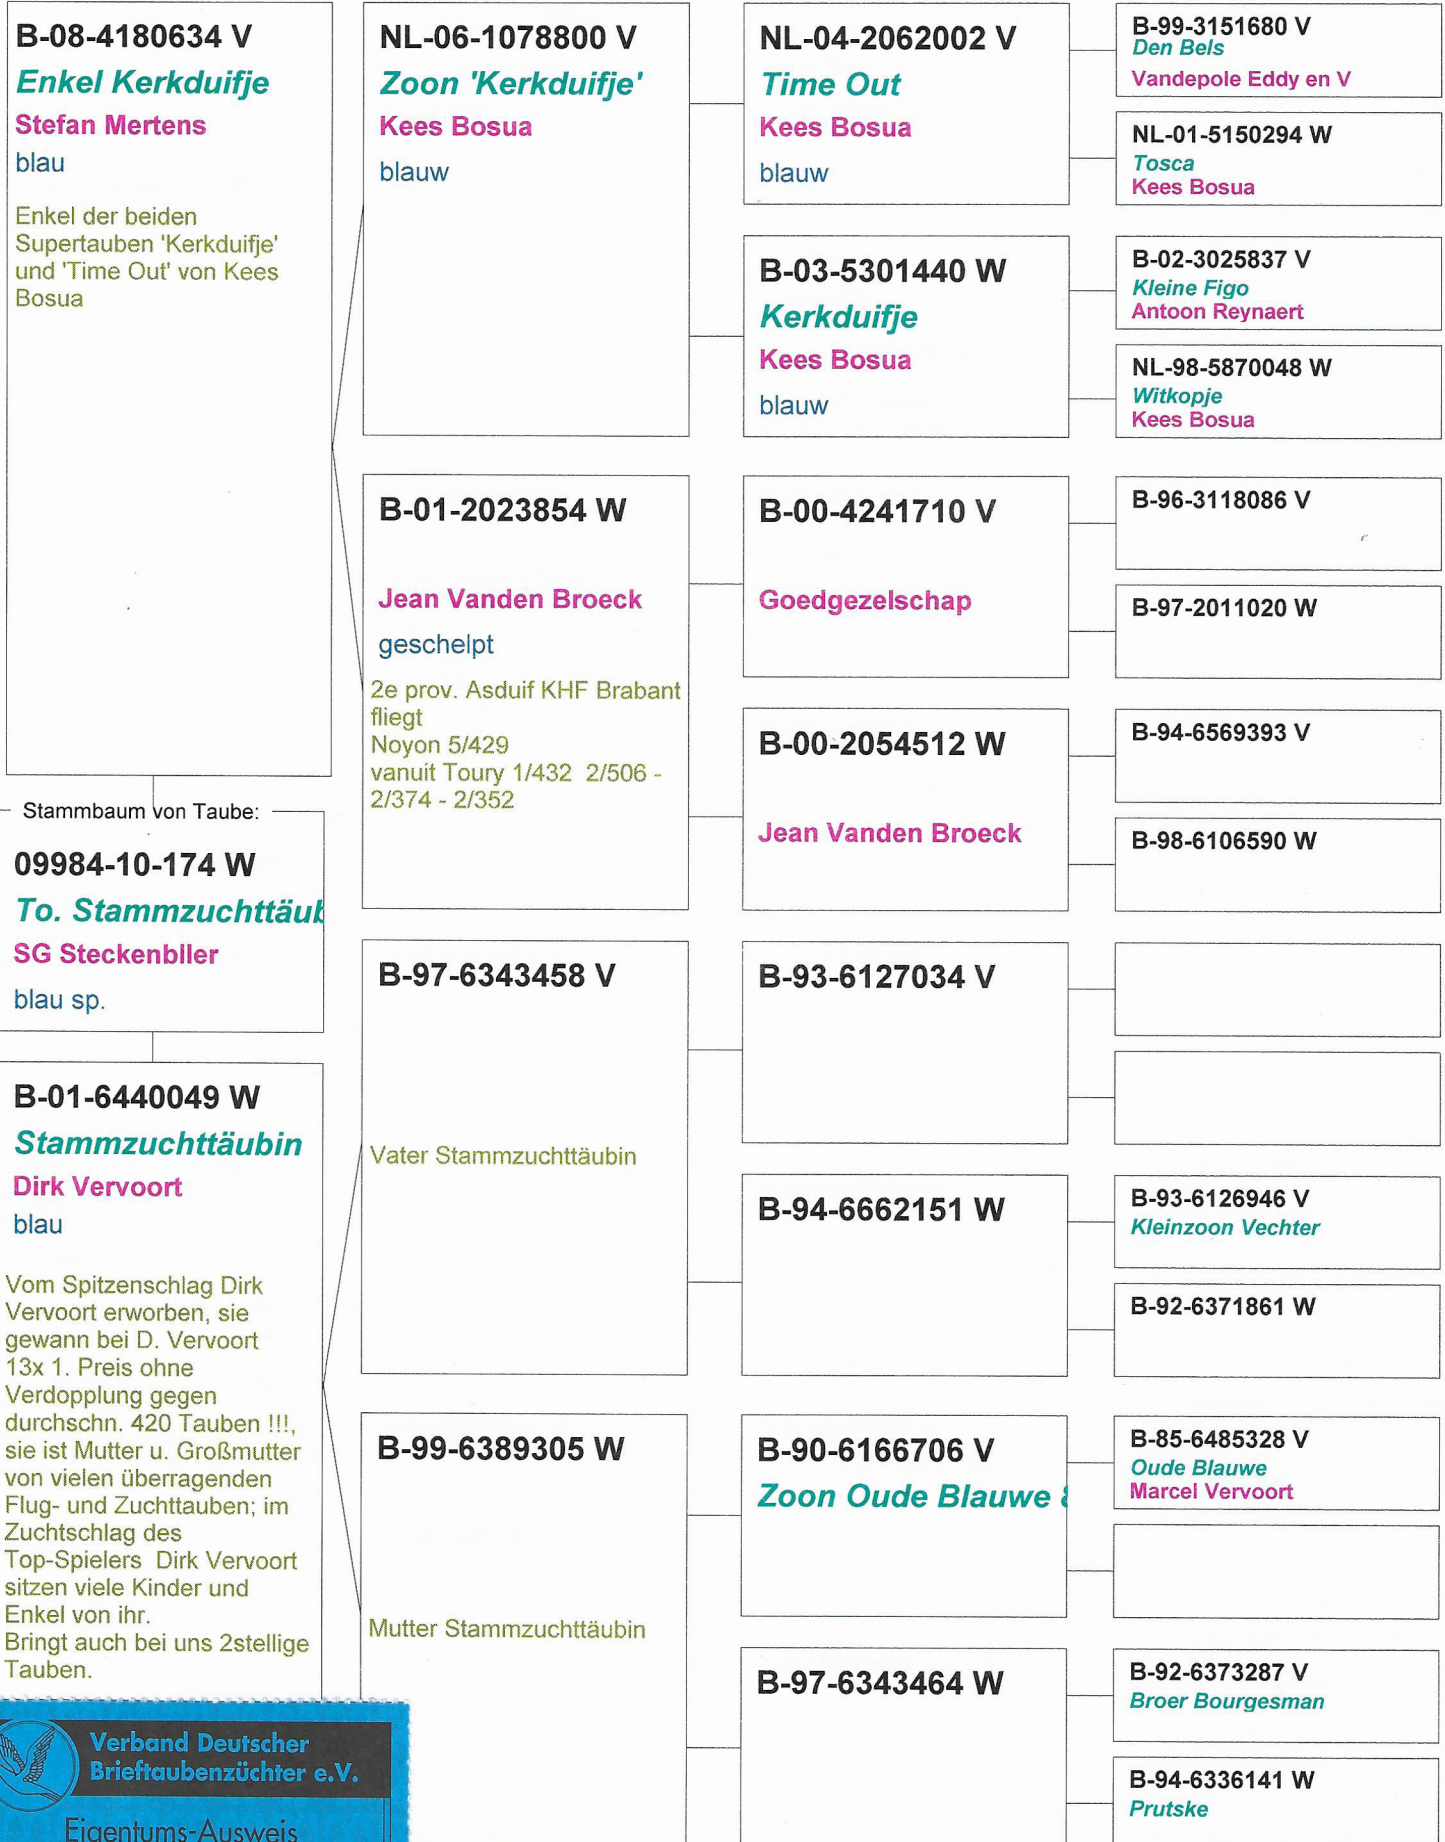 B-08-4180634 V
Enkel Kerkduifje
Stefan Mertens
blau
Enkel der beiden
Supertauben 'Kerkduifje'
und 'Time Out' von Kees
Bosua
Stammbaum von Taube:
09984-10-174 W
To. Stammzuchttäub
SG Steckenbller
blau sp.
B-01-6440049 W
Stammzuchttäubin
Dirk Vervoort
blau
Vom Spitzenschlag Dirk
Vervoort erworben, sie
gewann bei D. Vervoort
13x 1. Preis ohne
Verdopplung gegen
durchschn. 420 Tauben !!!,
sie ist Mutter u. Großmutter
von vielen überragenden
Flug- und Zuchttauben; im
Zuchtschlag des
Top-Spielers Dirk Vervoort
sitzen viele Kinder und
Enkel von ihr.
Bringt auch bei uns 2stellige
Tauben.
Verband Deutscher
Brieftaubenzüchter e.V.
Eigentums-Ausweis
NL-06-1078800 V
Zoon 'Kerkduifje'
Kees Bosua
blauw
B-01-2023854 W
Jean Vanden Broeck
geschelpt
2e prov. Asduif KHF Brabant
fliegt
Noyon 5/429
vanuit Toury 1/432 2/506 -
2/374 - 2/352
B-97-6343458 V
Vater Stammzuchttäubin
B-99-6389305 W
Mutter Stammzuchttäubin
NL-04-2062002 V
Time Out
Kees Bosua
blauw
B-03-5301440 W
Kerkduifje
Kees Bosua
blauw
B-00-4241710 V
Goedgezelschap
B-00-2054512 W
Jean Vanden Broeck
B-93-6127034 V
B-94-6662151 W
B-90-6166706 V
Zoon Oude Blauwe
B-97-6343464 W
B-99-3151680 V
Den Bels
Vandepole Eddy en V
NL-01-5150294 W
Tosca
Kees Bosua
B-02-3025837 V
Kleine Figo
Antoon Reynaert
NL-98-5870048 W
Witkopje
Kees Bosua
B-96-3118086 V
B-97-2011020 W
B-94-6569393 V
B-98-6106590 W
B-93-6126946 V
Kleinzoon Vechter
B-92-6371861 W
B-85-6485328 V
Oude Blauwe
Marcel Vervoort
B-92-6373287 V
Broer Bourgesman
B-94-6336141 W
Prutske